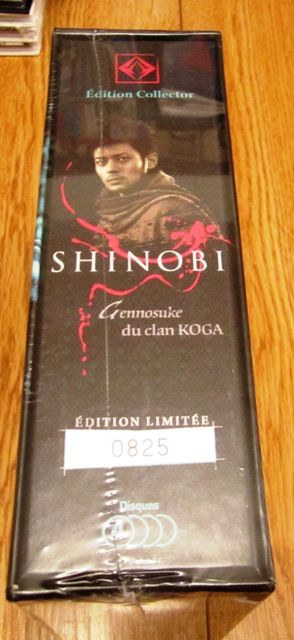 Édition Collector
SHINOBI
Gennosuke
du clan KOGA
ÉDITION LIMITÉE
0825
Disques